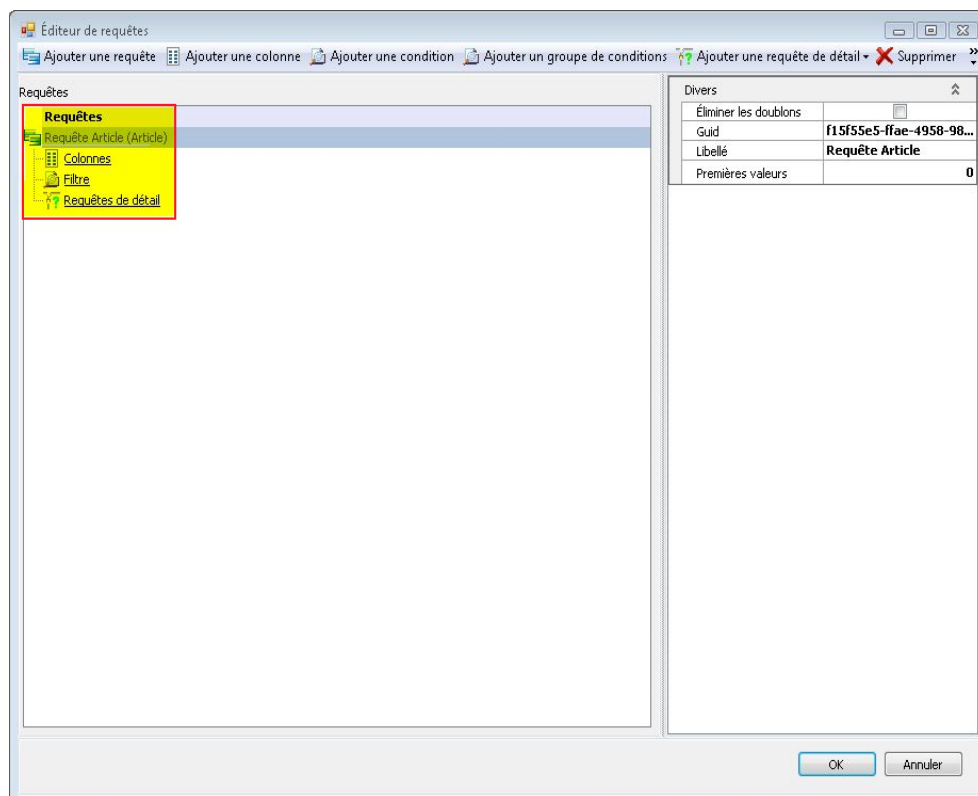 Éditeur de requêtes
Ajouter une requête Ajouter une colonne Ajouter une condition Ajouter un groupe de conditions Ajouter une requête de détail Supprimer
Requêtes
Requêtes
Requête Article (Article)
Colonnes
Filtre
Requêtes de détail
Divers
Éliminer les doublons
Guid f15f55e5-ffae-4958-98...
Libellé Requête Article
Premières valeurs 0
OK Annuler